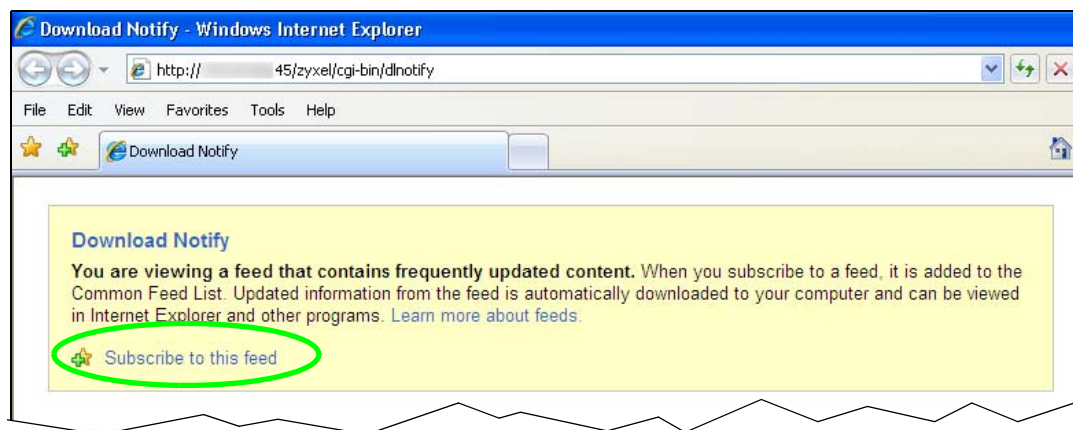 Download Notify - Windows Internet Explorer
http:// 45/zyxel/cgi-bin/dlnotify
File Edit View Favorites Tools Help
Download Notify
Download Notify
You are viewing a feed that contains frequently updated content. When you subscribe to a feed, it is added to the
Common Feed List. Updated information from the feed is automatically downloaded to your computer and can be viewed
in Internet Explorer and other programs. Learn more about feeds.
Subscribe to this feed